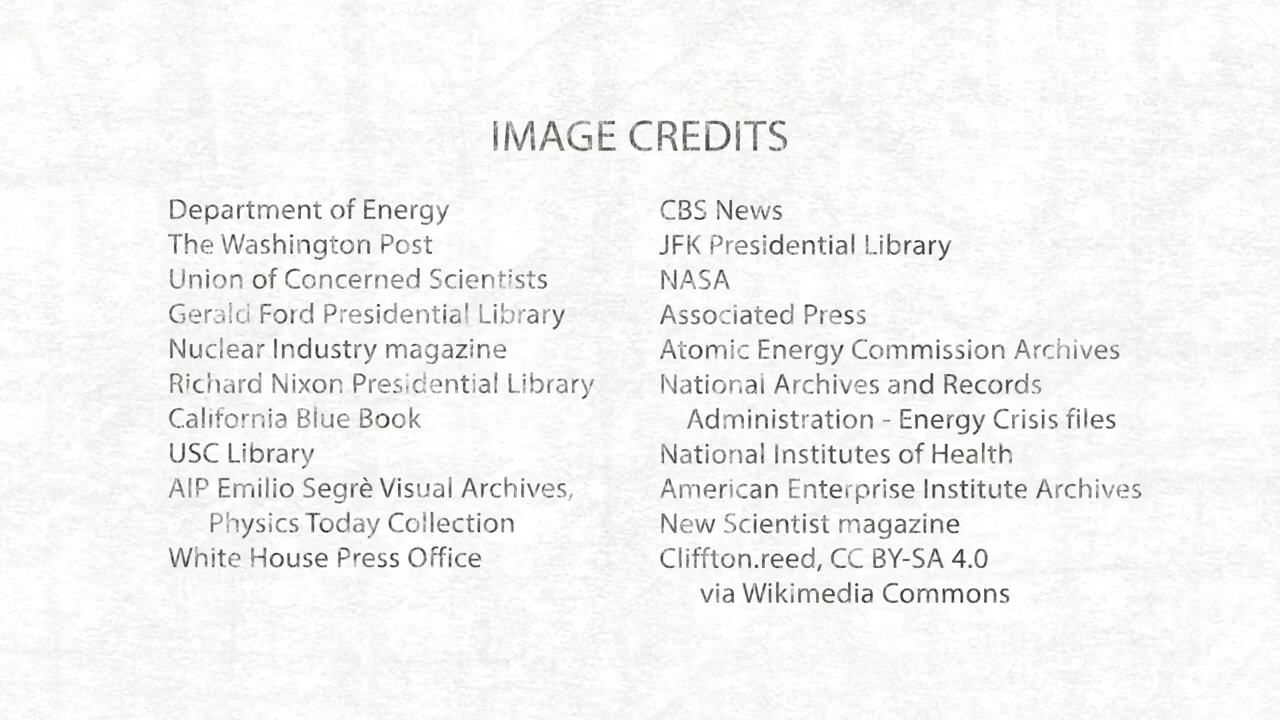 IMAGE CREDITS
Department of Energy
The Washington Post
Union of Concerned Scientists
Gerald Ford Presidential Library
Nuclear Industry magazine
Richard Nixon Presidential Library
California Blue Book
USC Library
AIP Emilio Segrè Visual Archives,
Physics Today Collection
White House Press Office
CBS News
JFK Presidential Library
NASA
Associated Press
Atomic Energy Commission Archives
National Archives and Records
Administration - Energy Crisis files
National Institutes of Health
American Enterprise Institute Archives
New Scientist magazine
Cliffton.reed, CC BY-SA 4.0
via Wikimedia Commons